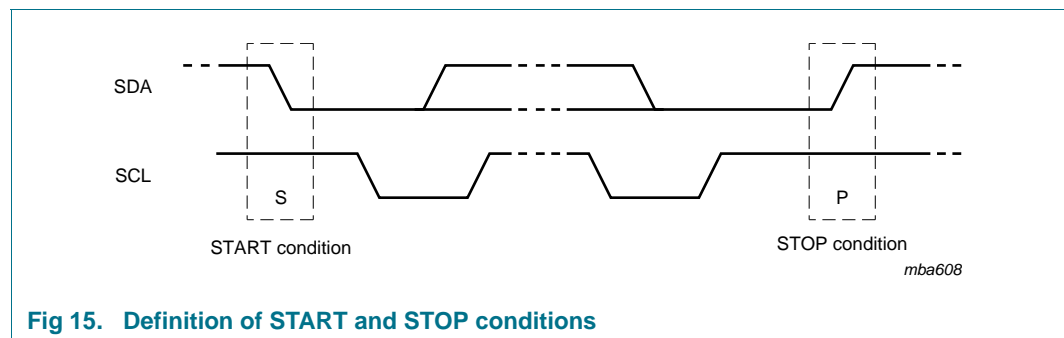 SDA
SCL
S
P
START condition
STOP condition
mba608
Fig 15. Definition of START and STOP conditions